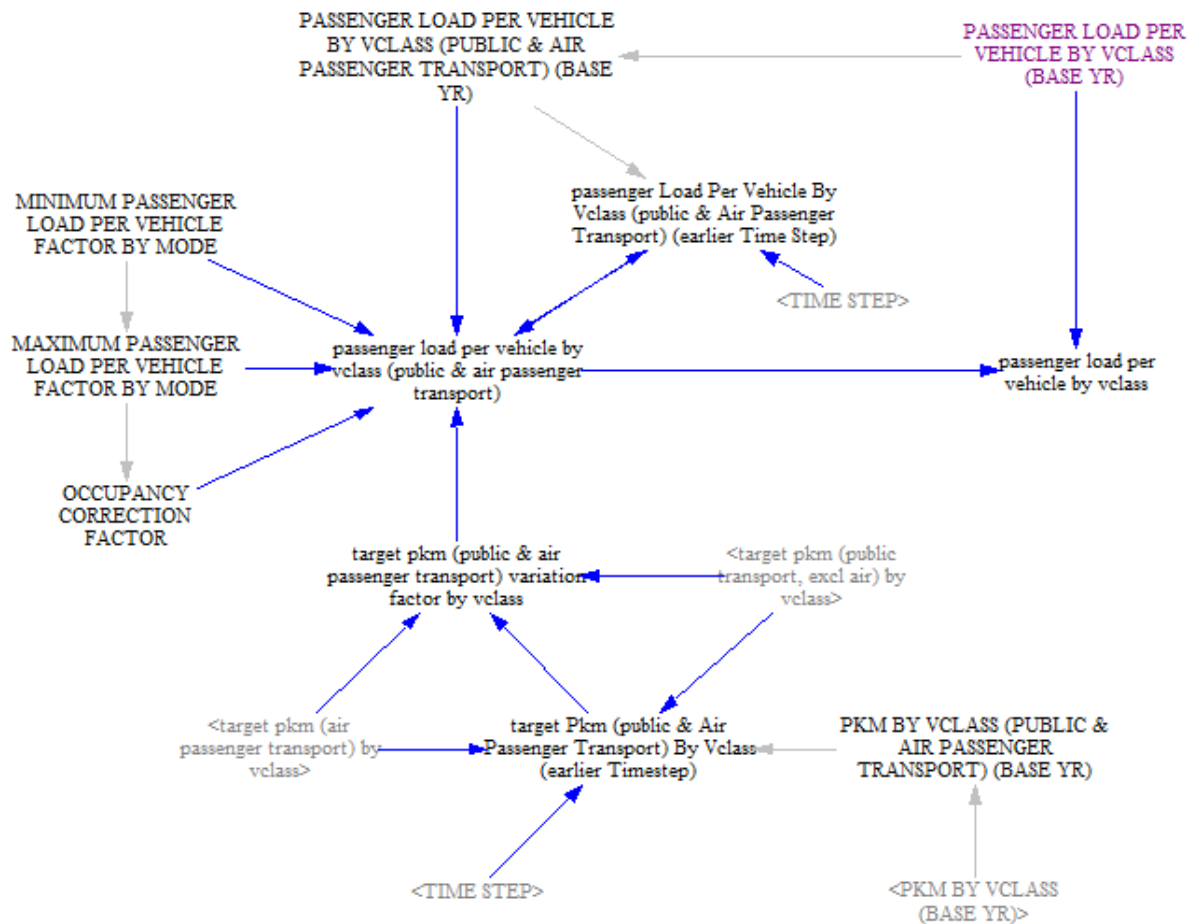 PASSENGER LOAD PER VEHICLE
BY VCLASS (PUBLIC & AIR
PASSENGER TRANSPORT) (BASE
YR)
PASSENGER LOAD PER
VEHICLE BY VCLASS
(BASE YR)
passenger Load Per Vehicle By
Vclass (public & Air Passenger
Transport) (earlier Time Step)
<TIME STEP>
MINIMUM PASSENGER
LOAD PER VEHICLE
FACTOR BY MODE
MAXIMUM PASSENGER
LOAD PER VEHICLE
FACTOR BY MODE
passenger load per vehicle by
vclass (public & air passenger
transport)
passenger load per
vehicle by vclass
OCCUPANCY
CORRECTION
FACTOR
target pkm (public & air
passenger transport) variation
factor by vclass
<target pkm (public
transport, excl air) by
vclass>
<target pkm (air
passenger transport) by
vclass>
target Pkm (public & Air
Passenger Transport) By Vclass
(earlier Timestep)
PKM BY VCLASS (PUBLIC &
AIR PASSENGER
TRANSPORT) (BASE YR)
<TIME STEP>
<PKM BY VCLASS
(BASE YR)>